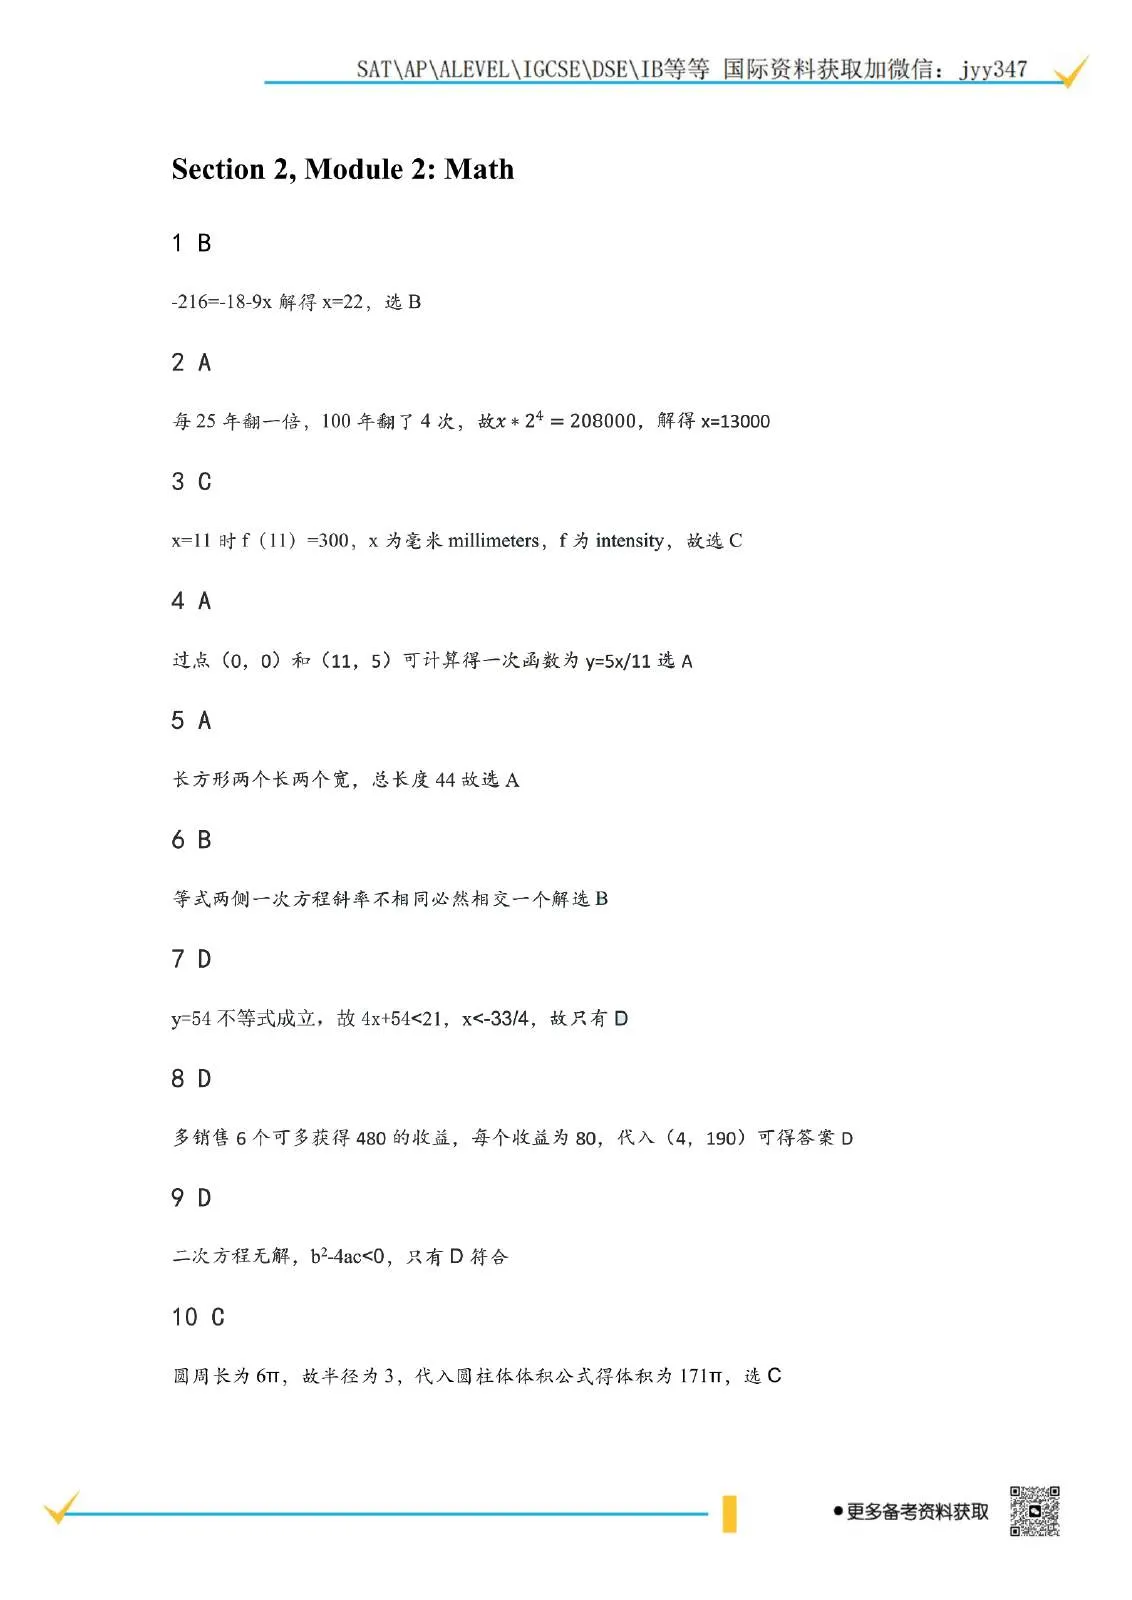 SAT\AP\ALEVEL\IGCSE\DSE\IB等等 国际资料获取加微信：jyy347
Section 2, Module 2: Math
1 B
-216=-18-9x 解得 x=22，选 B
2 A
每 25 年翻一倍，100 年翻了 4 次，故x ∗ 2⁴ = 208000，解得 x=13000
3 C
x=11 时 f（11）=300，x 为毫米 millimeters，f 为 intensity，故选 C
4 A
过点（0，0）和（11，5）可计算得一次函数为 y=5x/11 选 A
5 A
长方形两个长两个宽，总长度 44 故选 A
6 B
等式两侧一次方程斜率不相同必然相交一个解选 B
7 D
y=54 不等式成立，故 4x+54<21，x<-33/4，故只有 D
8 D
多销售 6 个可多获得 480 的收益，每个收益为 80，代入（4，190）可得答案 D
9 D
二次方程无解，b²-4ac<0，只有 D 符合
10 C
圆周长为 6π，故半径为 3，代入圆柱体体积公式得体积为 171π，选 C
●更多备考资料获取